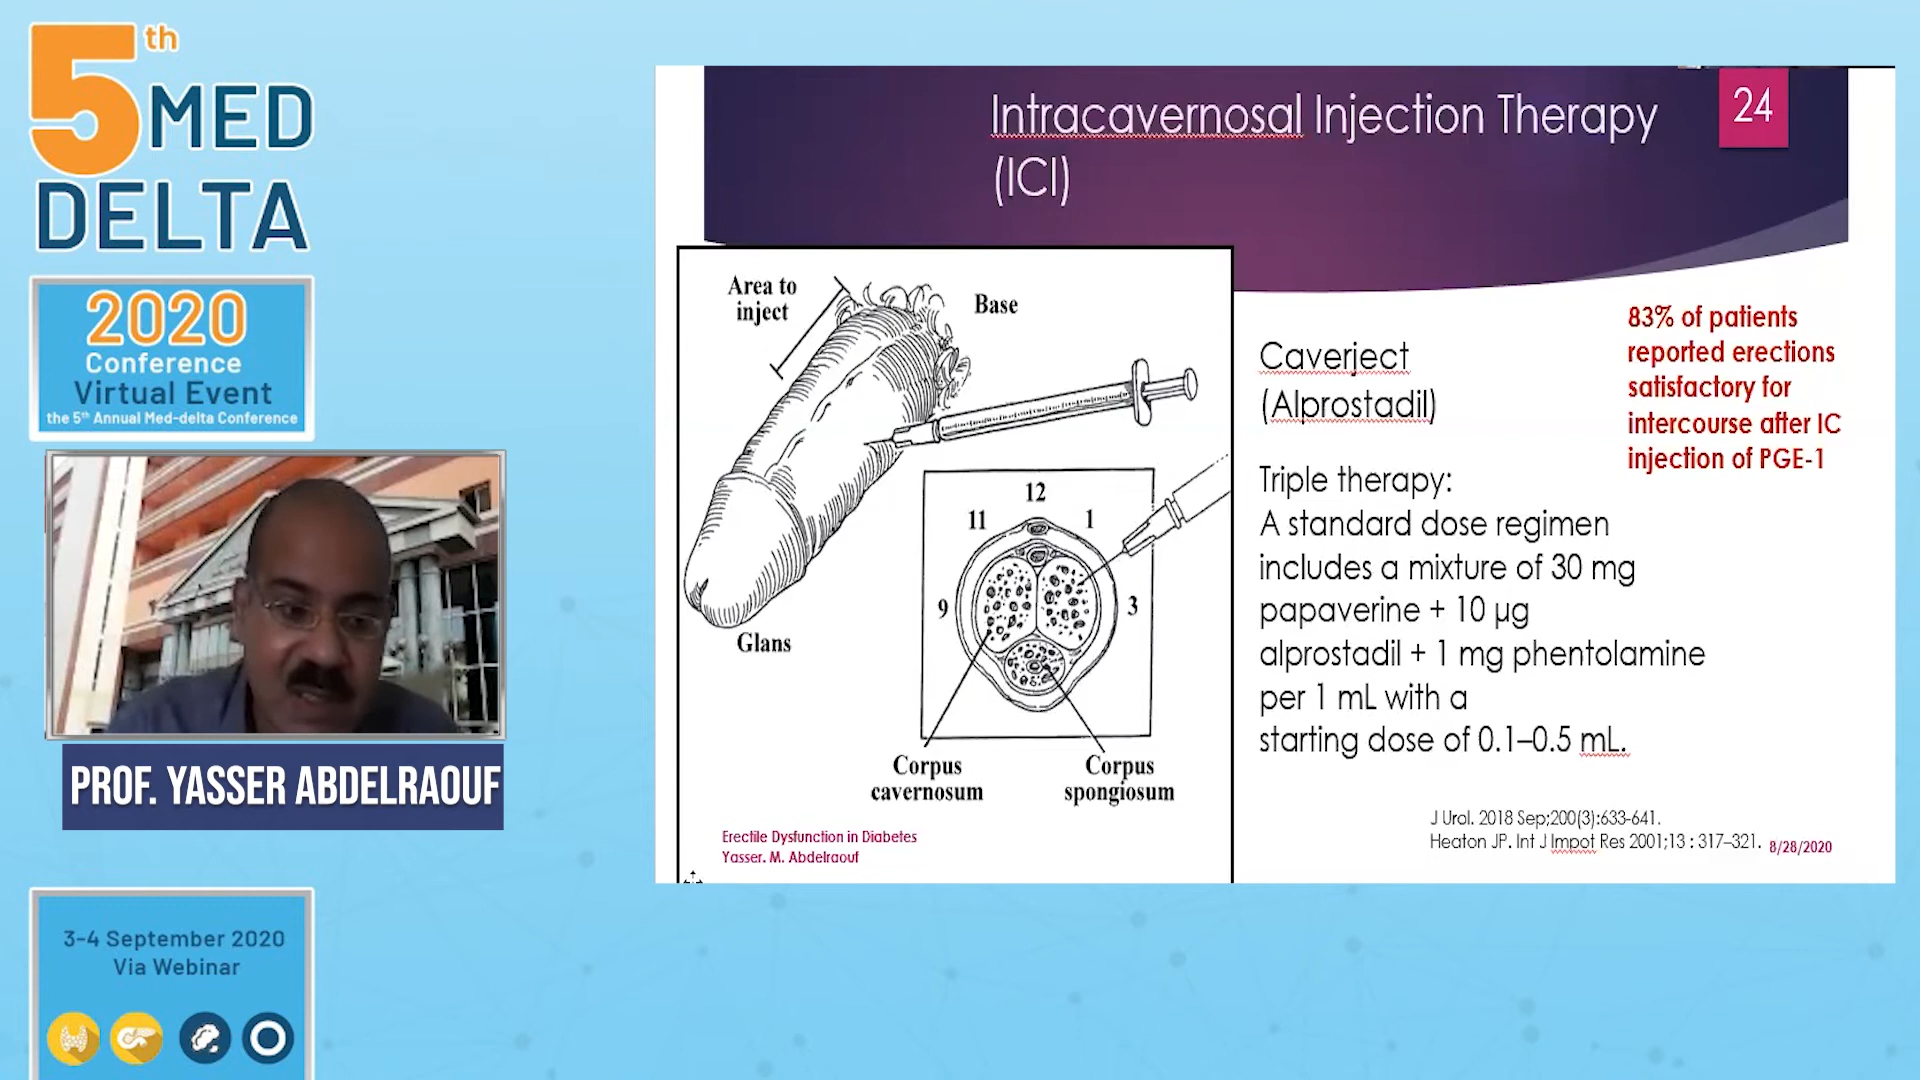 5th MED
DELTA
2020
Conference
Virtual Event
the 5th Annual Med-delta Conference
PROF. YASSER ABDELRAOUF
3-4 September 2020
Via Webinar
Intracavernosal Injection Therapy
(ICI)
24
Area to
inject
Base
Glans
12
11
1
9
3
Corpus
cavernosum
Corpus
spongiosum
Erectile Dysfunction in Diabetes
Yasser. M. Abdelraouf
Caverject
(Alprostadil)
83% of patients
reported erections
satisfactory for
intercourse after IC
injection of PGE-1
Triple therapy:
A standard dose regimen
includes a mixture of 30 mg
papaverine + 10 µg
alprostadil + 1 mg phentolamine
per 1 mL with a
starting dose of 0.1–0.5 mL.
J Urol. 2018 Sep;200(3):633-641.
Heaton JP. Int J Impot Res 2001;13 : 317–321.
8/28/2020